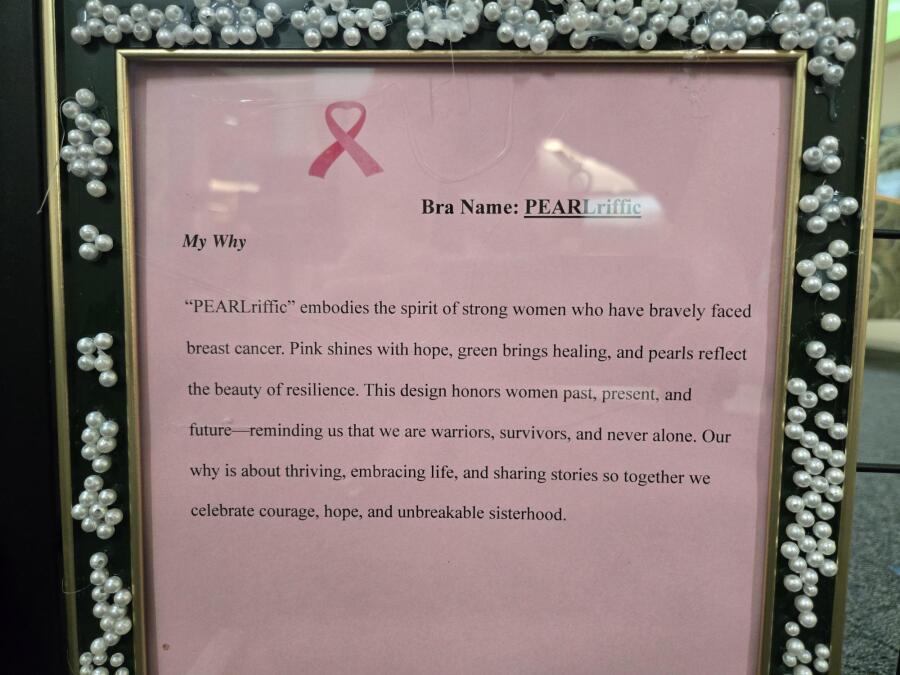 Bra Name: PEARLriffic
My Why
“PEARLriffic” embodies the spirit of strong women who have bravely faced
breast cancer. Pink shines with hope, green brings healing, and pearls reflect
the beauty of resilience. This design honors women past, present, and
future—reminding us that we are warriors, survivors, and never alone. Our
why is about thriving, embracing life, and sharing stories so together we
celebrate courage, hope, and unbreakable sisterhood.